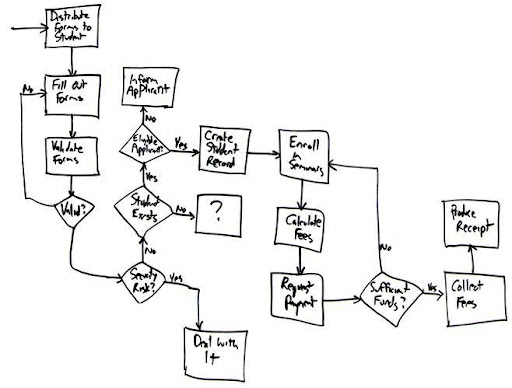 Distribute
Forms to
Student
Fill out
Forms
No
Validate
Forms
Valid?
Security
Risk?
Yes
Deal with
It
No
Student
Exists
No
?
Yes
Eligible
Applicant
No
Inform
Applicant
Yes
Create
Student
Record
Enroll
in
Seminars
Calculate
Fees
Request
Payment
Sufficient
Funds?
No
Yes
Collect
Fees
Produce
Receipt